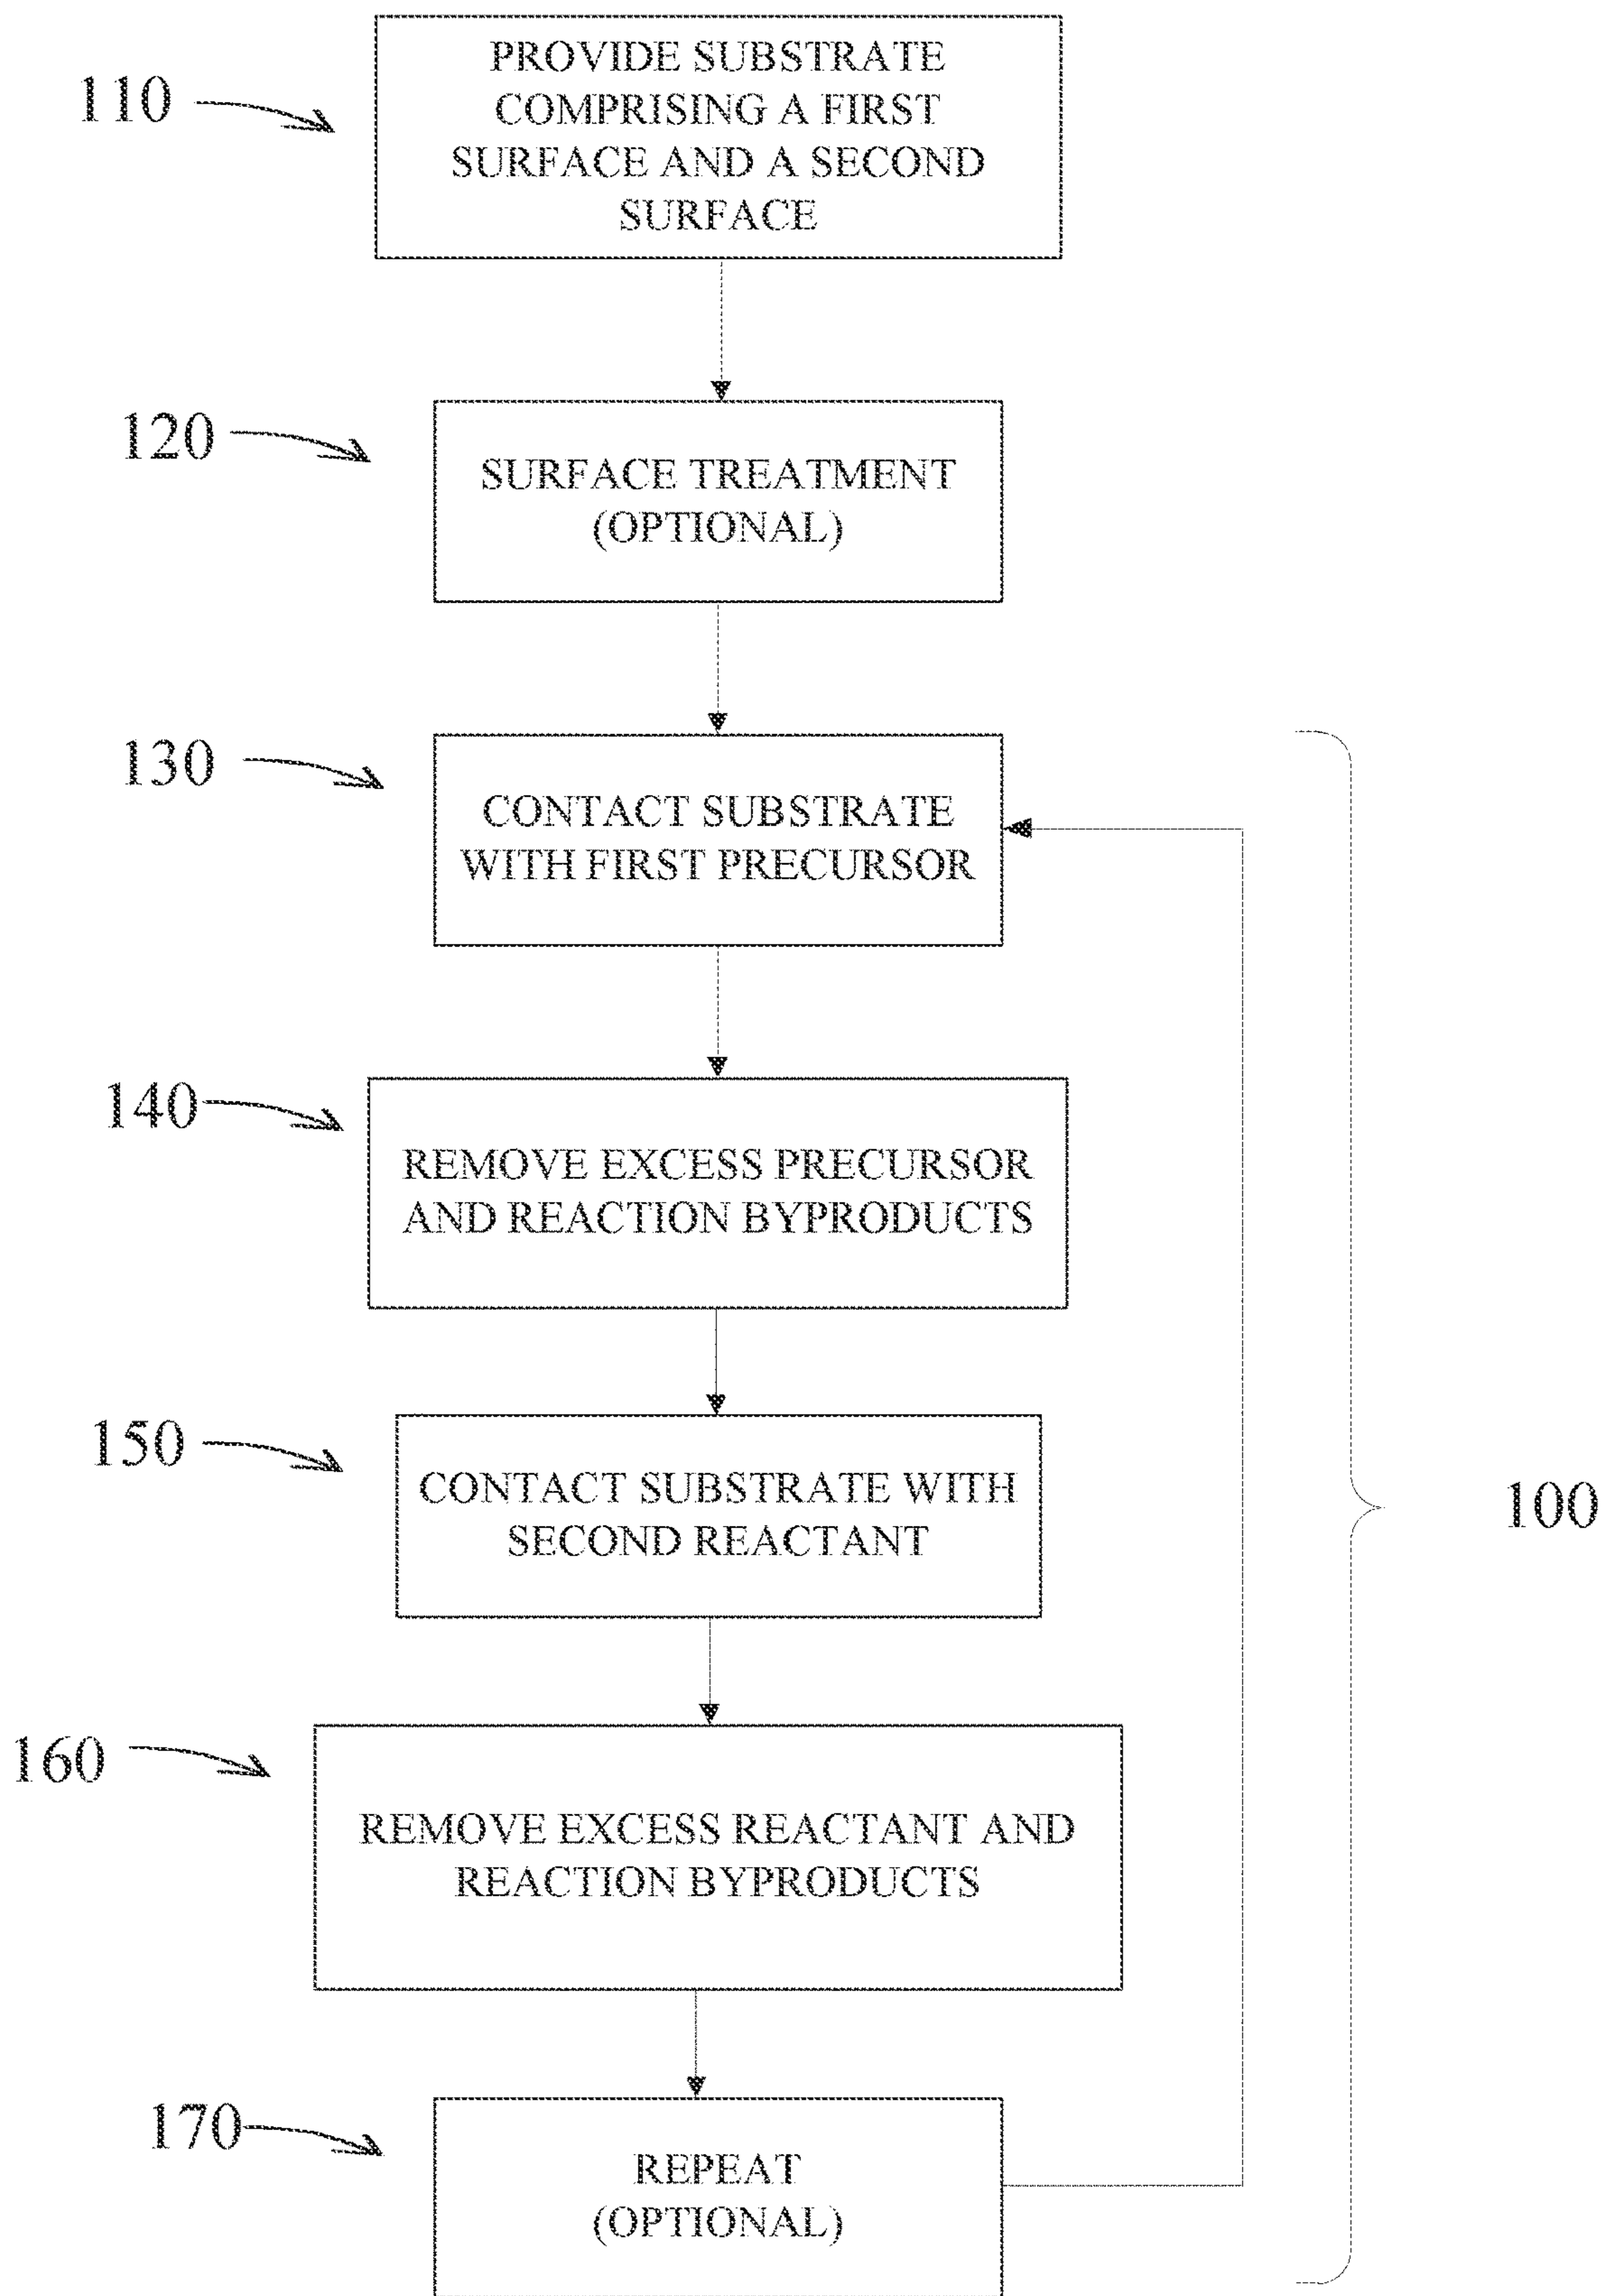 110
PROVIDE SUBSTRATE
COMPRISING A FIRST
SURFACE AND A SECOND
SURFACE
120
SURFACE TREATMENT
(OPTIONAL)
130
CONTACT SUBSTRATE
WITH FIRST PRECURSOR
140
REMOVE EXCESS PRECURSOR
AND REACTION BYPRODUCTS
150
CONTACT SUBSTRATE WITH
SECOND REACTANT
100
160
REMOVE EXCESS REACTANT AND
REACTION BYPRODUCTS
170
REPEAT
(OPTIONAL)